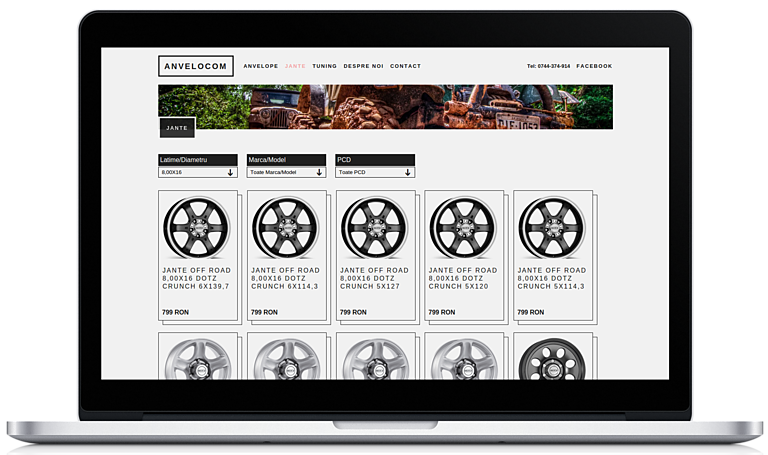 ANVELOCOM
ANVELOPE JANTE TUNING DESPRE NOI CONTACT
Tel: 0744-374-914 FACEBOOK
JANTE
Latime/Diametru Marca/Model PCD
8,00X16 Toate Marca/Model Toate PCD
JANTE OFF ROAD
8,00X16 DOTZ
CRUNCH 6X139,7
799 RON
JANTE OFF ROAD
8,00X16 DOTZ
CRUNCH 6X114,3
799 RON
JANTE OFF ROAD
8,00X16 DOTZ
CRUNCH 5X127
799 RON
JANTE OFF ROAD
8,00X16 DOTZ
CRUNCH 5X120
799 RON
JANTE OFF ROAD
8,00X16 DOTZ
CRUNCH 5X114,3
799 RON